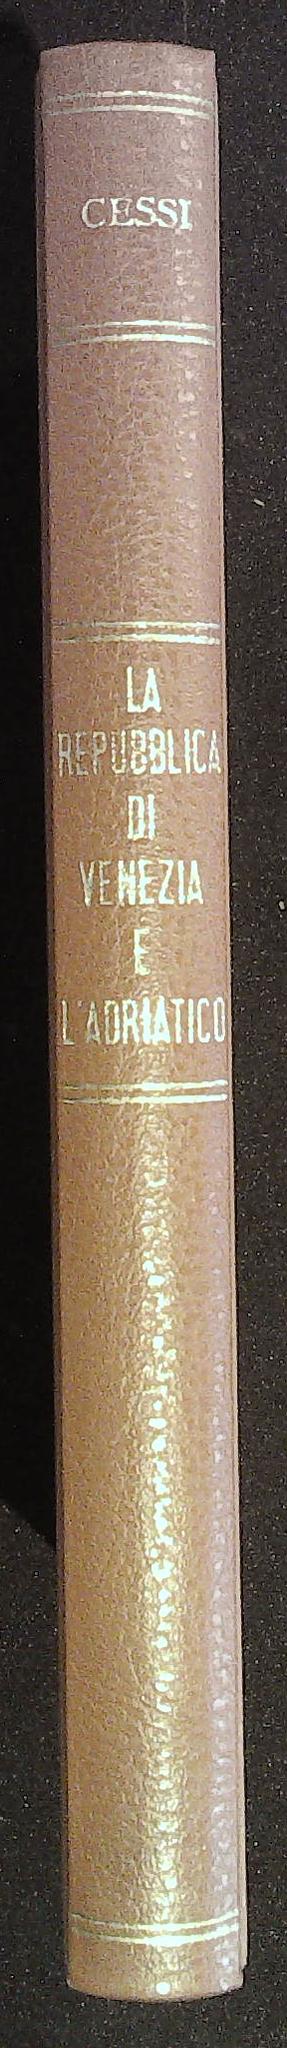 CESSI
LA
REPUBBLICA
DI
VENEZIA
E
L'ADRIATICO